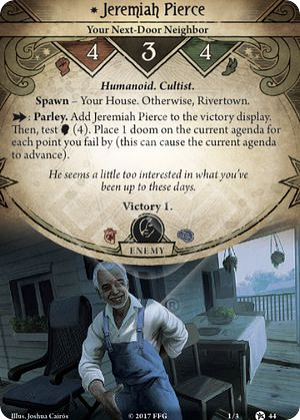 Jeremiah Pierce
Your Next-Door Neighbor
4 3 4
Humanoid. Cultist.
Spawn – Your House. Otherwise, Rivertown.
: Parley. Add Jeremiah Pierce to the victory display.
Then, test (4). Place 1 doom on the current agenda for
each point you fail by (this can cause the current agenda
to advance).
He seems a little too interested in what you've
been up to these days.
Victory 1.
ENEMY
Illus. Joshua Cairós
© 2017 FFG
1/3
44